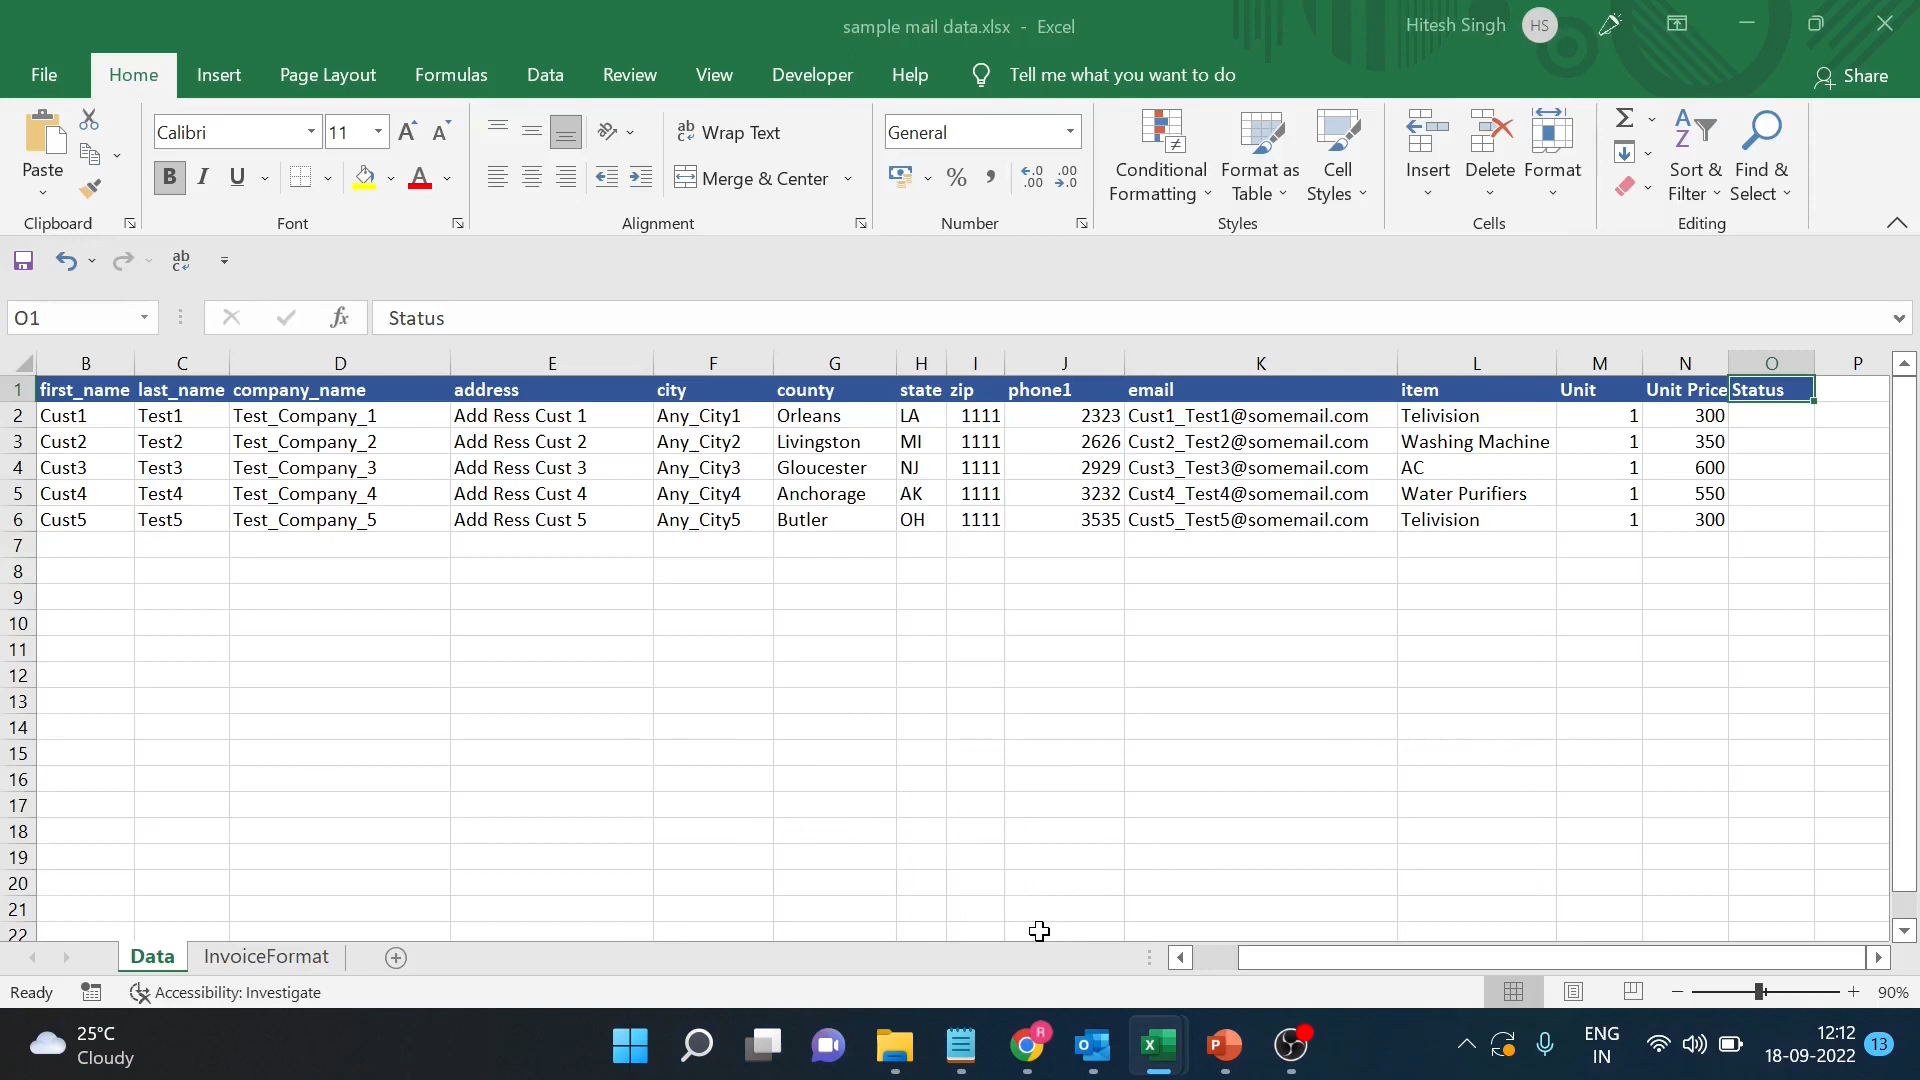 sample mail data.xlsx - Excel
Hitesh Singh HS
File Home Insert Page Layout Formulas Data Review View Developer Help Tell me what you want to do Share
Paste
Clipboard
Calibri 11
B I U
Font
Wrap Text
Merge & Center
Alignment
General
% , .00
Number
Conditional Formatting
Format as Table
Cell Styles
Styles
Insert Delete Format
Cells
Sort & Filter
Find & Select
Editing
O1 fx Status
B C D E F G H I J K L M N O P
1 first_name last_name company_name address city county state zip phone1 email item Unit Unit Price Status
2 Cust1 Test1 Test_Company_1 Add Ress Cust 1 Any_City1 Orleans LA 1111 2323 Cust1_Test1@somemail.com Telivision 1 300
3 Cust2 Test2 Test_Company_2 Add Ress Cust 2 Any_City2 Livingston MI 1111 2626 Cust2_Test2@somemail.com Washing Machine 1 350
4 Cust3 Test3 Test_Company_3 Add Ress Cust 3 Any_City3 Gloucester NJ 1111 2929 Cust3_Test3@somemail.com AC 1 600
5 Cust4 Test4 Test_Company_4 Add Ress Cust 4 Any_City4 Anchorage AK 1111 3232 Cust4_Test4@somemail.com Water Purifiers 1 550
6 Cust5 Test5 Test_Company_5 Add Ress Cust 5 Any_City5 Butler OH 1111 3535 Cust5_Test5@somemail.com Telivision 1 300
7
8
9
10
11
12
13
14
15
16
17
18
19
20
21
22
Data InvoiceFormat
Ready Accessibility: Investigate 90%
25°C
Cloudy
ENG
IN
12:12
18-09-2022
13